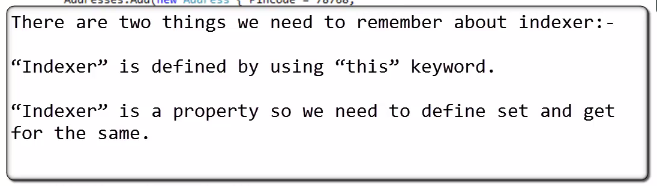 There are two things we need to remember about indexer:-
“Indexer” is defined by using “this” keyword.
“Indexer” is a property so we need to define set and get
for the same.